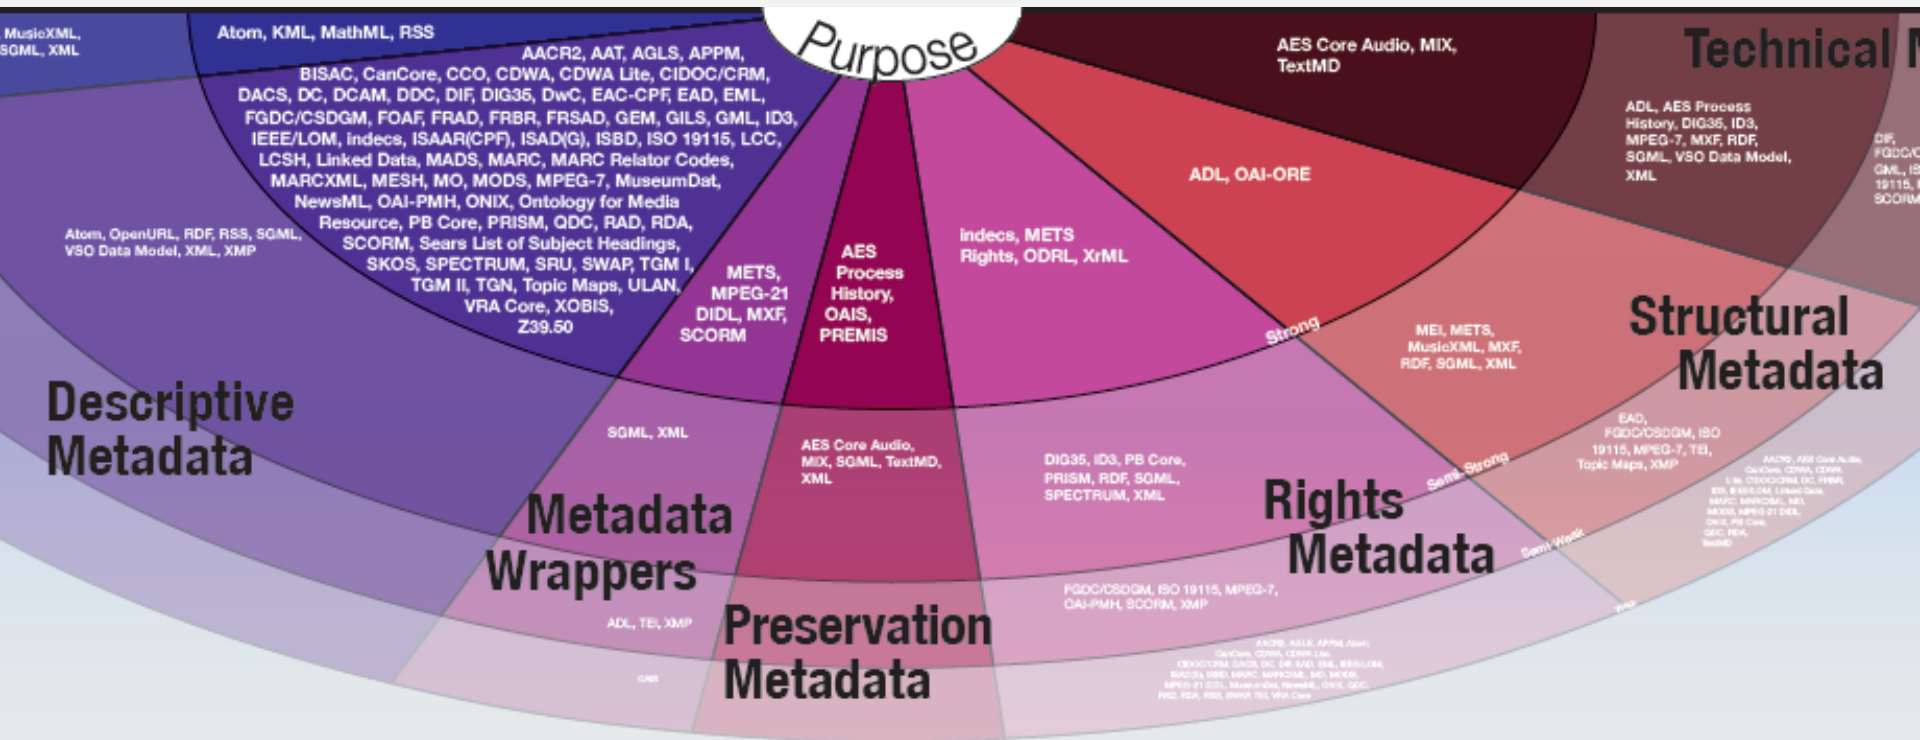 MusicXML,
SGML, XML
Atom, KML, MathML, RSS
Purpose
AES Core Audio, MIX,
TextMD
Technical
AACR2, AAT, AGLS, APPM,
BISAC, CanCore, CCO, CDWA, CDWA Lite, CIDOC/CRM,
DACS, DC, DCAM, DDC, DIF, DIG35, DwC, EAC-CPF, EAD, EML,
FGDC/CSDGM, FOAF, FRAD, FRBR, FRSAD, GEM, GILS, GML, ID3,
IEEE/LOM, indecs, ISAAR(CPF), ISAD(G), ISBD, ISO 19115, LCC,
LCSH, Linked Data, MADS, MARC, MARC Relator Codes,
MARCXML, MESH, MO, MODS, MPEG-7, MuseumDat,
NewsML, OAI-PMH, ONIX, Ontology for Media
Resource, PB Core, PRISM, QDC, RAD, RDA,
SCORM, Sears List of Subject Headings,
SKOS, SPECTRUM, SRU, SWAP, TGM I,
TGM II, TGN, Topic Maps, ULAN,
VRA Core, XOBIS,
Z39.50
ADL, AES Process
History, DIG35, ID3,
MPEG-7, MXF, RDF,
SGML, VSO Data Model,
XML
DIF,
GML,
19115,
ADL, OAI-ORE
Atom, OpenURL, RDF, RSS, SGML,
VSO Data Model, XML, XMP
METS,
MPEG-21
DIDL, MXF,
SCORM
AES
Process
History,
OAIS,
PREMIS
indecs, METS
Rights, ODRL, XrML
Strong
MEI, METS,
MusicXML, MXF,
RDF, SGML, XML
Structural
Metadata
Descriptive
Metadata
SGML, XML
AES Core Audio,
MIX, SGML, TextMD,
XML
DIG35, ID3, PB Core,
PRISM, RDF, SGML,
SPECTRUM, XML
Semi-Strong
EAD,
FGDC/CSDGM, ISO
19115, MPEG-7, TEI,
Topic Maps, XMP
Metadata
Wrappers
Rights
Metadata
Semi-Weak
FGDC/CSDGM, ISO 19115, MPEG-7,
OAI-PMH, SCORM, XMP
ADL, TEI, XMP
Preservation
Metadata